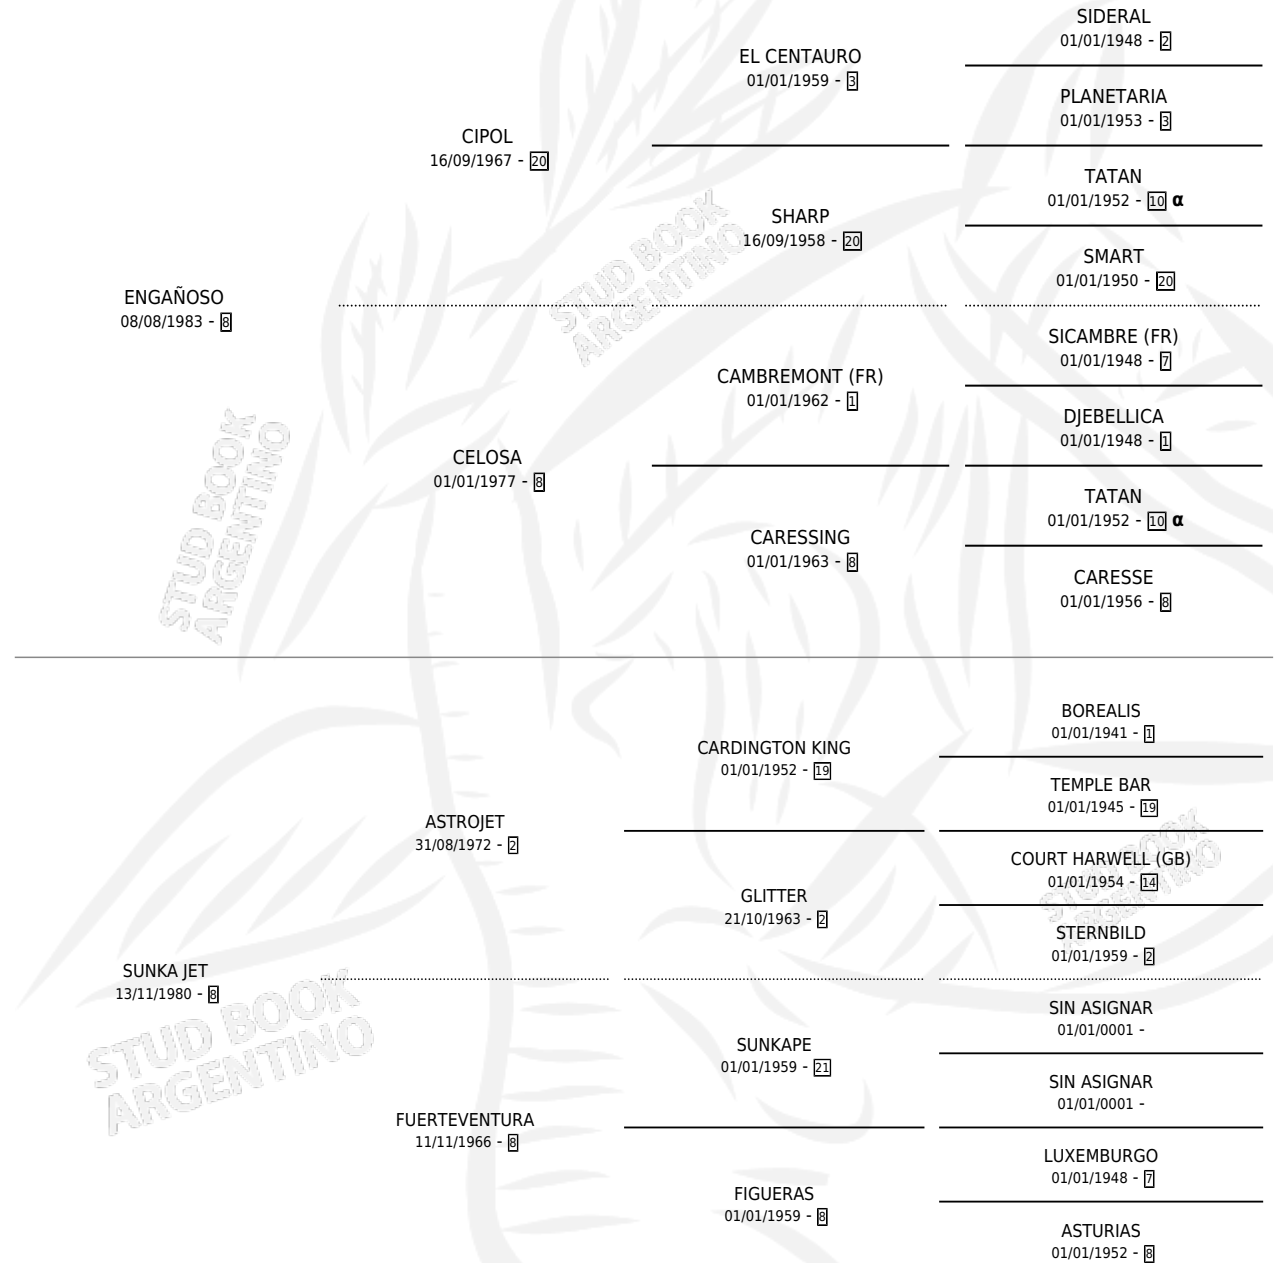 SIDERAL
01/01/1948 - 2
EL CENTAURO
01/01/1959 - 3
PLANETARIA
01/01/1953 - 3
CIPOL
16/09/1967 - 20
TATAN
01/01/1952 - 10 α
SHARP
16/09/1958 - 20
SMART
01/01/1950 - 20
ENGAÑOSO
08/08/1983 - 8
SICAMBRE (FR)
01/01/1948 - 7
CAMBREMONT (FR)
01/01/1962 - 1
DJEBELLICA
01/01/1948 - 1
CELOSA
01/01/1977 - 8
TATAN
01/01/1952 - 10 α
CARESSING
01/01/1963 - 8
CARESSE
01/01/1956 - 8
STUD BOOK
ARGENTINO
STUD BOOK
ARGENTINO
BOREALIS
01/01/1941 - 1
CARDINGTON KING
01/01/1952 - 19
TEMPLE BAR
01/01/1945 - 19
ASTROJET
31/08/1972 - 2
COURT HARWELL (GB)
01/01/1954 - 14
GLITTER
21/10/1963 - 2
STERNBILD
01/01/1959 - 2
SUNKA JET
13/11/1980 - 8
SIN ASIGNAR
01/01/0001 -
SUNKAPE
01/01/1959 - 21
SIN ASIGNAR
01/01/0001 -
FUERTEVENTURA
11/11/1966 - 8
LUXEMBURGO
01/01/1948 - 7
FIGUERAS
01/01/1959 - 8
ASTURIAS
01/01/1952 - 8
STUD BOOK
ARGENTINO
STUD BOOK
ARGENTINO